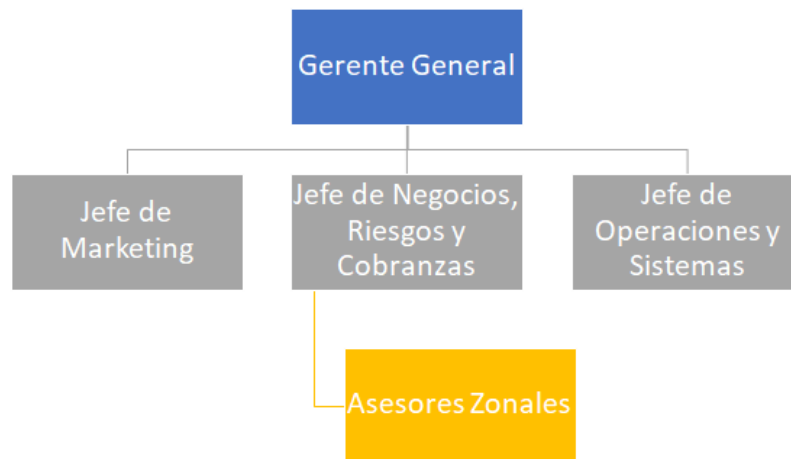 Gerente General
Jefe de
Marketing
Jefe de Negocios,
Riesgos y
Cobranzas
Jefe de
Operaciones y
Sistemas
Asesores Zonales